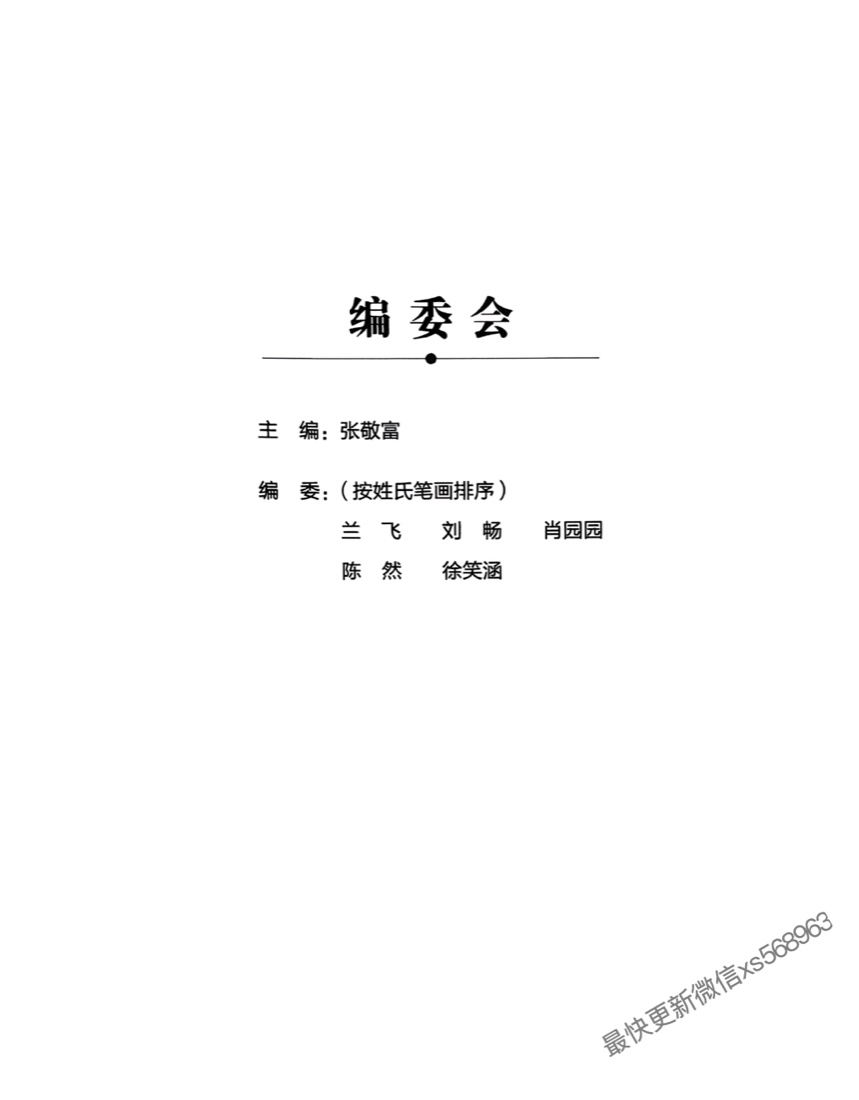 编委会
主 编：张敬富
编 委：（按姓氏笔画排序）
兰 飞 刘 畅 肖园园
陈 然 徐笑涵
最快更新微信xs568963